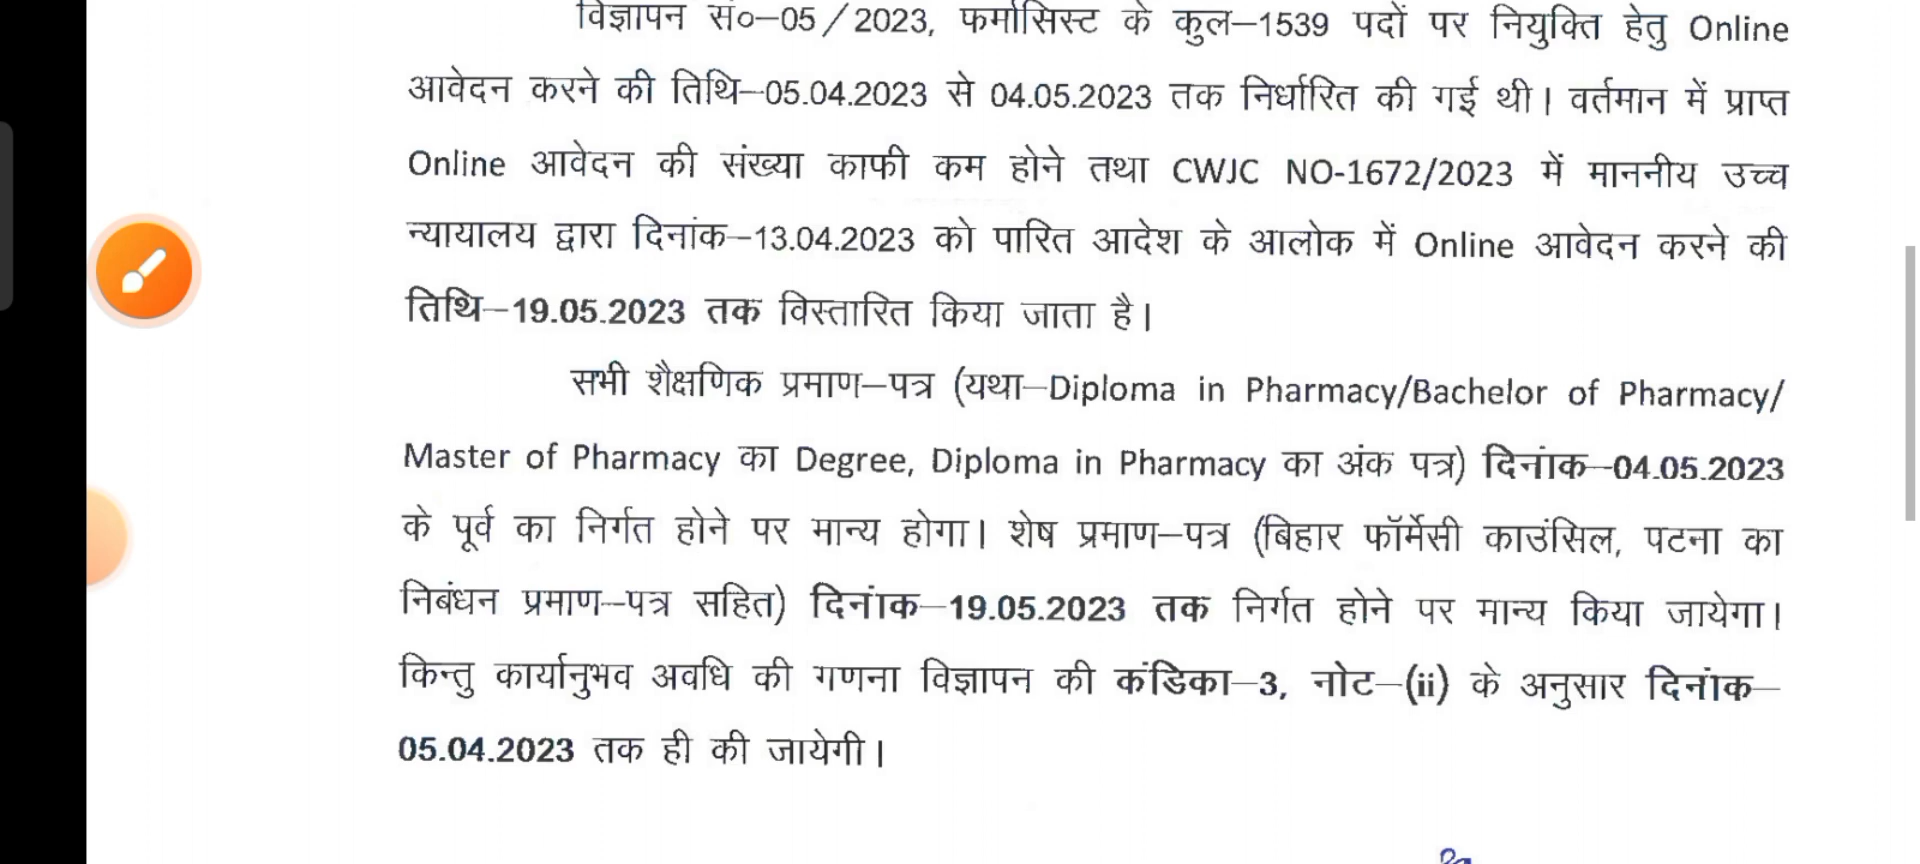 विज्ञापन सं०–05/2023, फर्मासिस्ट के कुल–1539 पदों पर नियुक्ति हेतु Online
आवेदन करने की तिथि–05.04.2023 से 04.05.2023 तक निर्धारित की गई थी। वर्तमान में प्राप्त
Online आवेदन की संख्या काफी कम होने तथा CWJC NO-1672/2023 में माननीय उच्च
न्यायालय द्वारा दिनांक–13.04.2023 को पारित आदेश के आलोक में Online आवेदन करने की
तिथि–19.05.2023 तक विस्तारित किया जाता है।
सभी शैक्षणिक प्रमाण–पत्र (यथा–Diploma in Pharmacy/Bachelor of Pharmacy/
Master of Pharmacy का Degree, Diploma in Pharmacy का अंक पत्र) दिनांक–04.05.2023
के पूर्व का निर्गत होने पर मान्य होगा। शेष प्रमाण–पत्र (बिहार फॉर्मेसी काउंसिल, पटना का
निबंधन प्रमाण–पत्र सहित) दिनांक–19.05.2023 तक निर्गत होने पर मान्य किया जायेगा।
किन्तु कार्यानुभव अवधि की गणना विज्ञापन की कंडिका–3, नोट–(ii) के अनुसार दिनांक–
05.04.2023 तक ही की जायेगी।